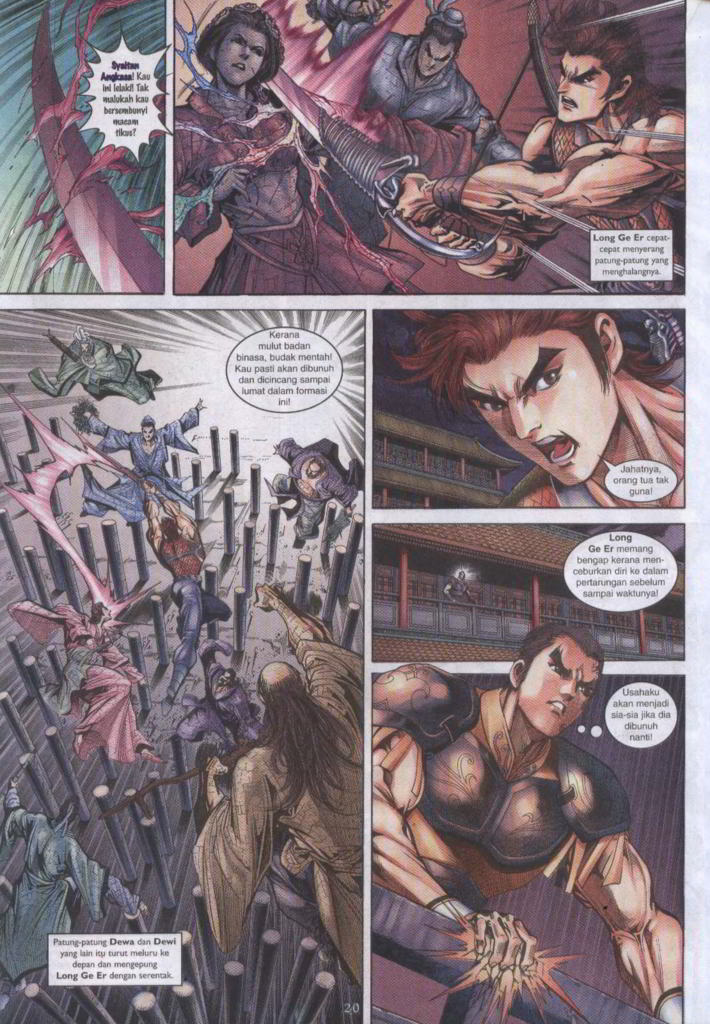 Syaitan
Angkasa! Kau
ini lelaki! Tak
malukah kau
bersembunyi
macam
tikus?
Long Ge Er cepat-
cepat menyerang
patung-patung yang
menghalangnya.
Kerana
mulut badan
binasa, budak mentah!
Kau pasti akan dibunuh
dan dicincang sampai
lumat dalam formasi
ini!
Jahatnya,
orang tua tak
guna!
Long
Ge Er memang
bengap kerana men-
ceburkan diri ke dalam
pertarungan sebelum
sampai waktunya!
Usahaku
akan menjadi
sia-sia jika dia
dibunuh
nanti!
Patung-patung Dewa dan Dewi
yang lain itu turut meluru ke
depan dan mengepung
Long Ge Er dengan serentak.
20